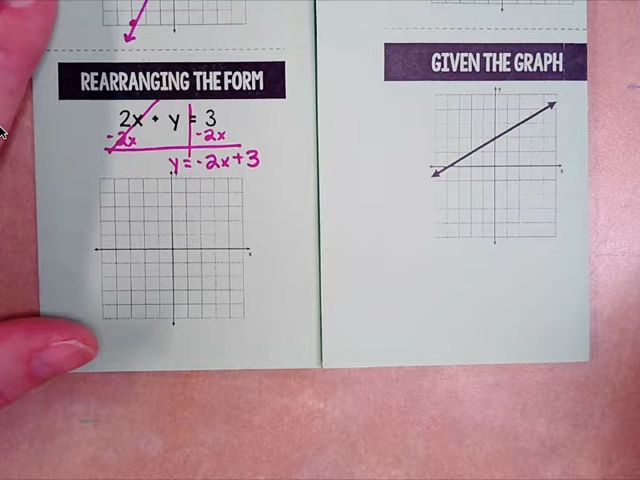 REARRANGING THE FORM
2x + y = 3
-2x -2x
y = -2x + 3
x
GIVEN THE GRAPH
y
x